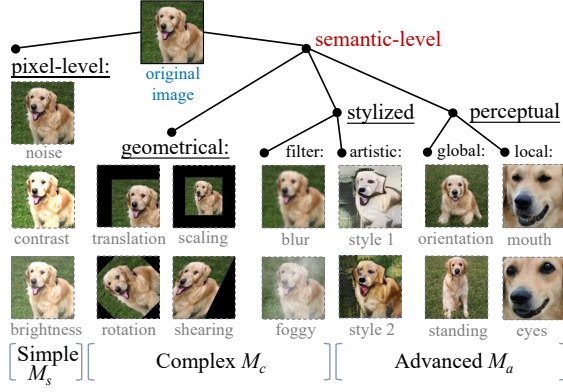 semantic-level
pixel-level:
original
image
stylized
perceptual
geometrical:
filter:
artistic:
global:
local:
noise
contrast
translation
scaling
blur
style 1
orientation
mouth
brightness
rotation
shearing
foggy
style 2
standing
eyes
Simple
Mₛ
Complex M_c
Advanced Mₐ